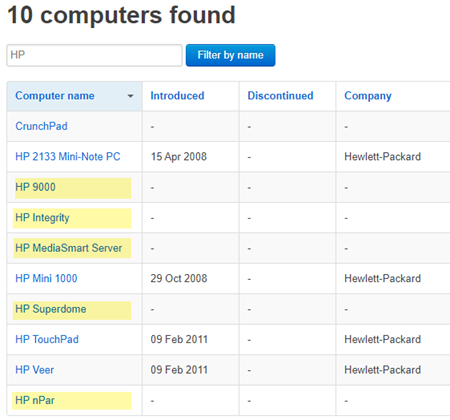 10 computers found
HP
Filter by name
Computer name Introduced Discontinued Company
CrunchPad - - -
HP 2133 Mini-Note PC 15 Apr 2008 - Hewlett-Packard
HP 9000 - - -
HP Integrity - - -
HP MediaSmart Server - - -
HP Mini 1000 29 Oct 2008 - Hewlett-Packard
HP Superdome - - -
HP TouchPad 09 Feb 2011 - Hewlett-Packard
HP Veer 09 Feb 2011 - Hewlett-Packard
HP nPar - - -